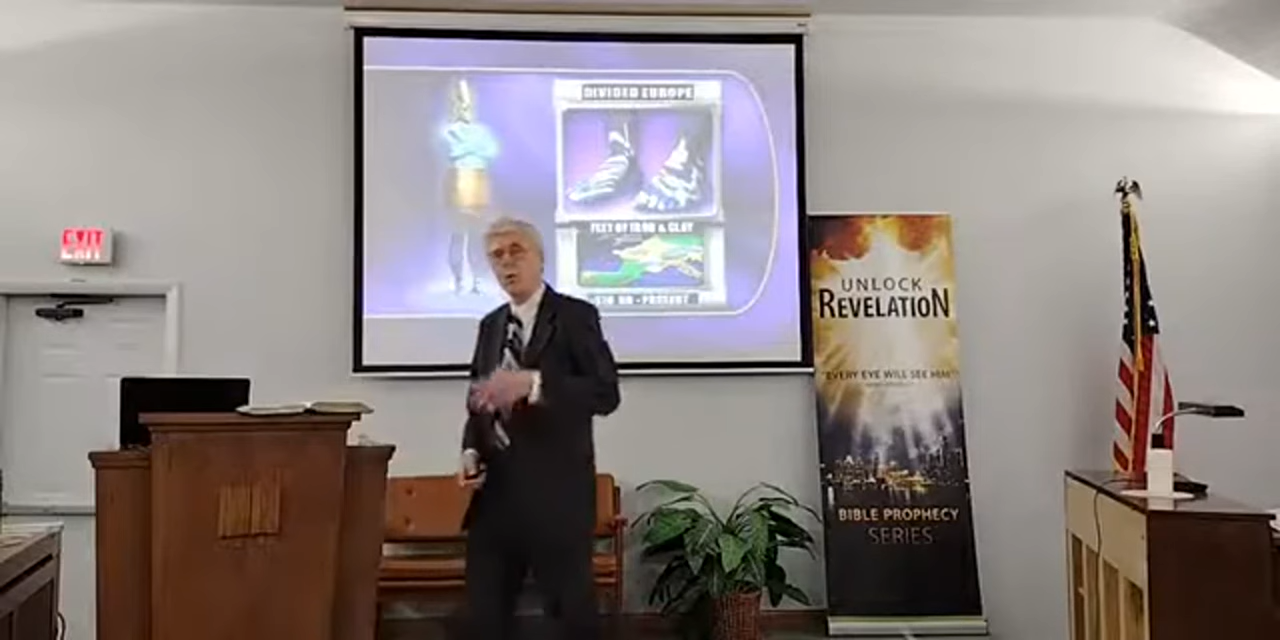 EXIT
DIVIDED EUROPE
FEET OF IRON & CLAY
UNLOCK
REVELATION
"EVERY EYE WILL SEE HIM"
BIBLE PROPHECY
SERIES